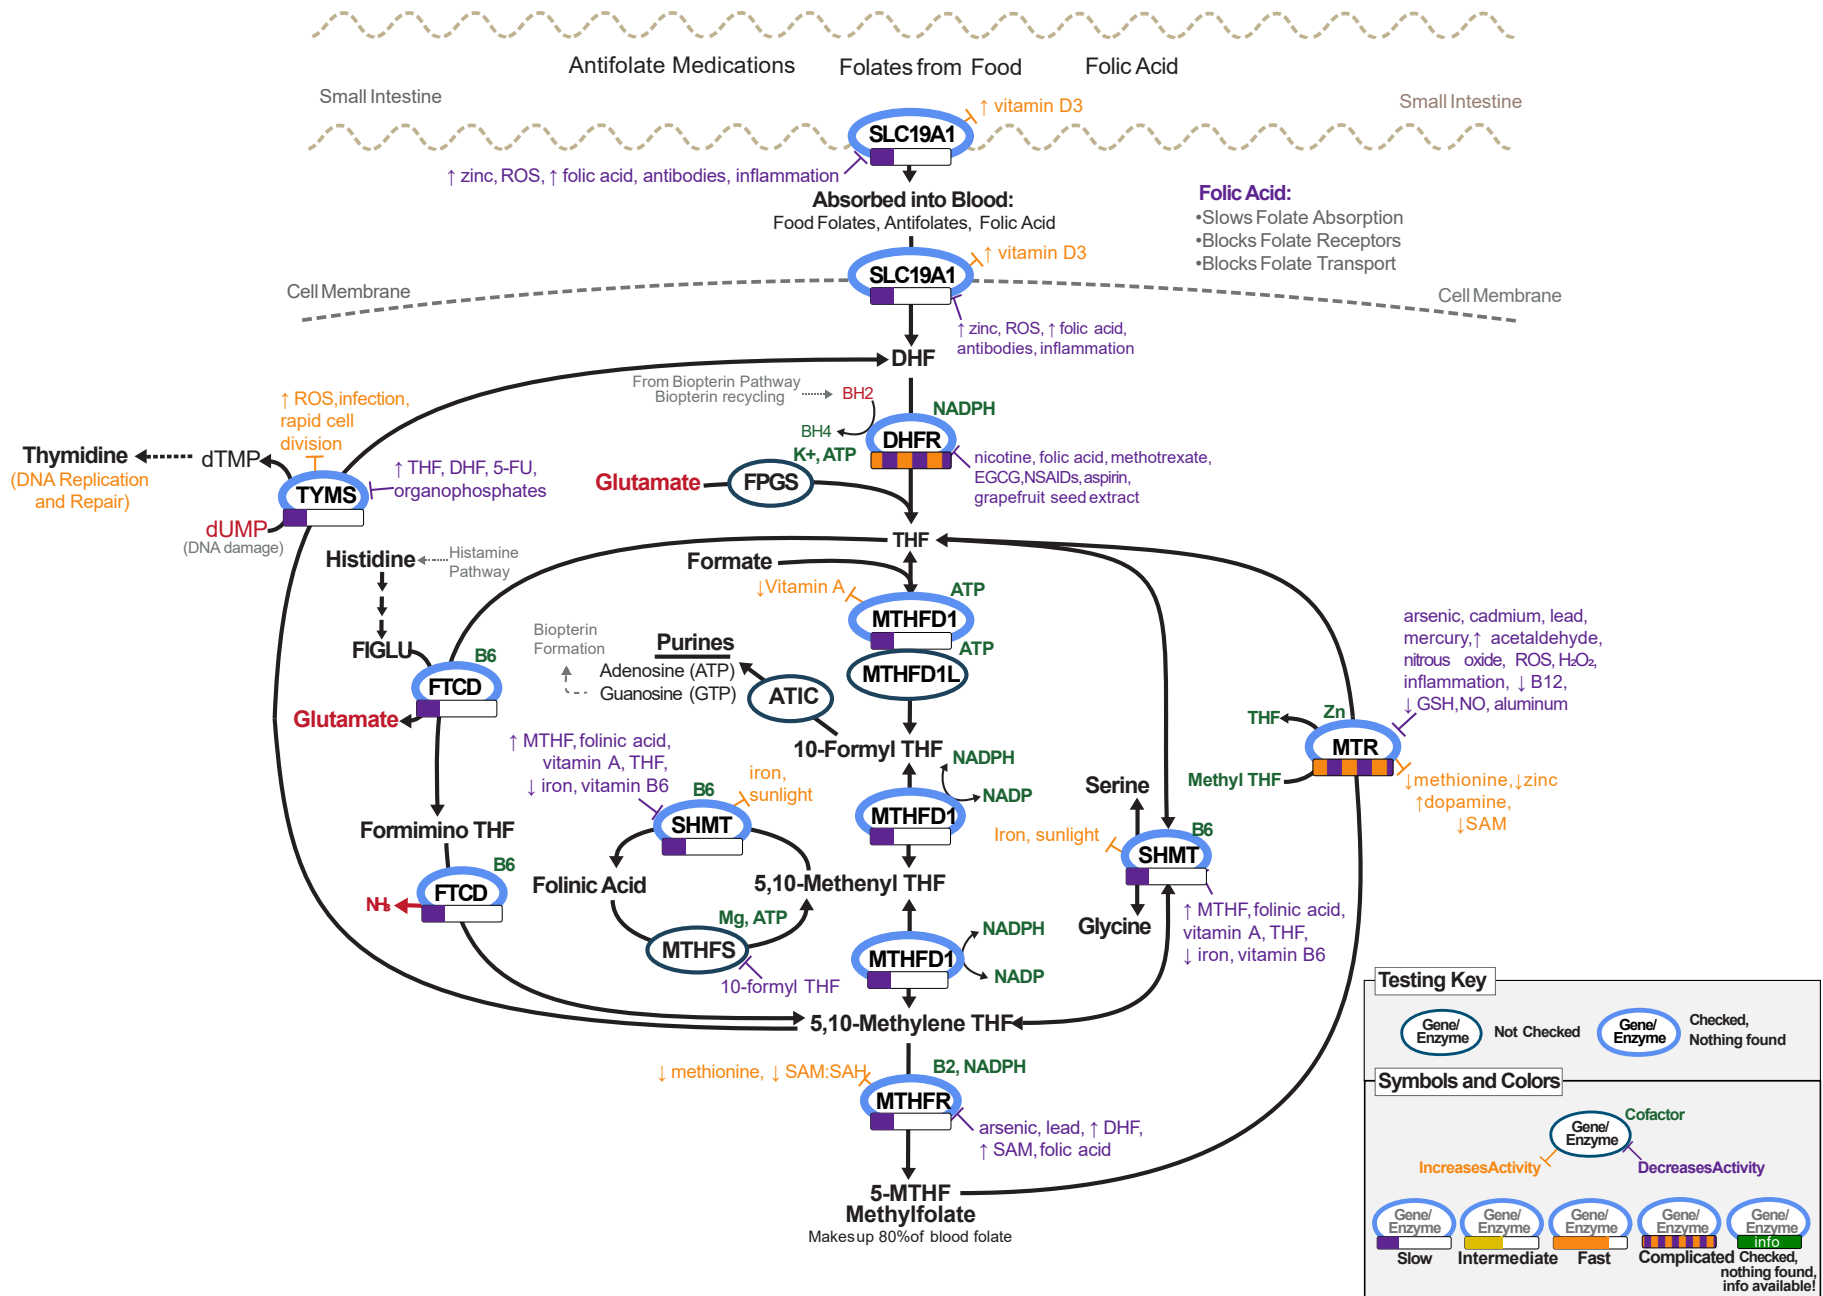 Antifolate Medications
Folates from Food
Folic Acid
Small Intestine
Small Intestine
↑ vitamin D3
SLC19A1
↑ zinc, ROS, ↑ folic acid, antibodies, inflammation
Absorbed into Blood:
Food Folates, Antifolates, Folic Acid
Folic Acid:
•Slows Folate Absorption
•Blocks Folate Receptors
•Blocks Folate Transport
↑ vitamin D3
SLC19A1
Cell Membrane
Cell Membrane
↑ zinc, ROS, ↑ folic acid,
antibodies, inflammation
DHF
From Biopterin Pathway
Biopterin recycling
BH2
BH4
NADPH
DHFR
K+, ATP
nicotine, folic acid, methotrexate,
EGCG,NSAIDs, aspirin,
grapefruit seed extract
Glutamate
FPGS
↑ ROS, infection,
rapid cell
division
Thymidine
(DNA Replication
and Repair)
dTMP
TYMS
↑ THF, DHF, 5-FU,
organophosphates
dUMP
(DNA damage)
THF
Histidine
Histamine
Pathway
Formate
↓Vitamin A
ATP
MTHFD1
ATP
MTHFD1L
FIGLU
B6
FTCD
Glutamate
Biopterin
Formation
Purines
Adenosine (ATP)
Guanosine (GTP)
ATIC
10-Formyl THF
arsenic, cadmium, lead,
mercury,↑ acetaldehyde,
nitrous oxide, ROS, H₂O₂,
inflammation, ↓ B12,
↓ GSH, NO, aluminum
THF
Zn
MTR
Methyl THF
↓methionine, ↓zinc
↑dopamine,
↓SAM
↑ MTHF, folinic acid,
vitamin A, THF,
↓ iron, vitamin B6
B6
iron,
sunlight
SHMT
NADPH
NADP
MTHFD1
Serine
Iron, sunlight
B6
SHMT
Glycine
↑ MTHF, folinic acid,
vitamin A, THF,
↓ iron, vitamin B6
Formimino THF
B6
FTCD
NH₃
Folinic Acid
5,10-Methenyl THF
Mg, ATP
MTHFS
10-formyl THF
NADPH
MTHFD1
NADP
5,10-Methylene THF
↓ methionine, ↓ SAM:SAH
B2, NADPH
MTHFR
arsenic, lead, ↑ DHF,
↑ SAM, folic acid
5-MTHF
Methylfolate
Makes up 80% of blood folate
Testing Key
Gene/
Enzyme
Not Checked
Gene/
Enzyme
Checked,
Nothing found
Symbols and Colors
Cofactor
Gene/
Enzyme
IncreasesActivity
DecreasesActivity
Gene/
Enzyme
Slow
Gene/
Enzyme
Intermediate
Gene/
Enzyme
Fast
Gene/
Enzyme
Complicated
Gene/
Enzyme
info
Checked,
nothing found,
info available!